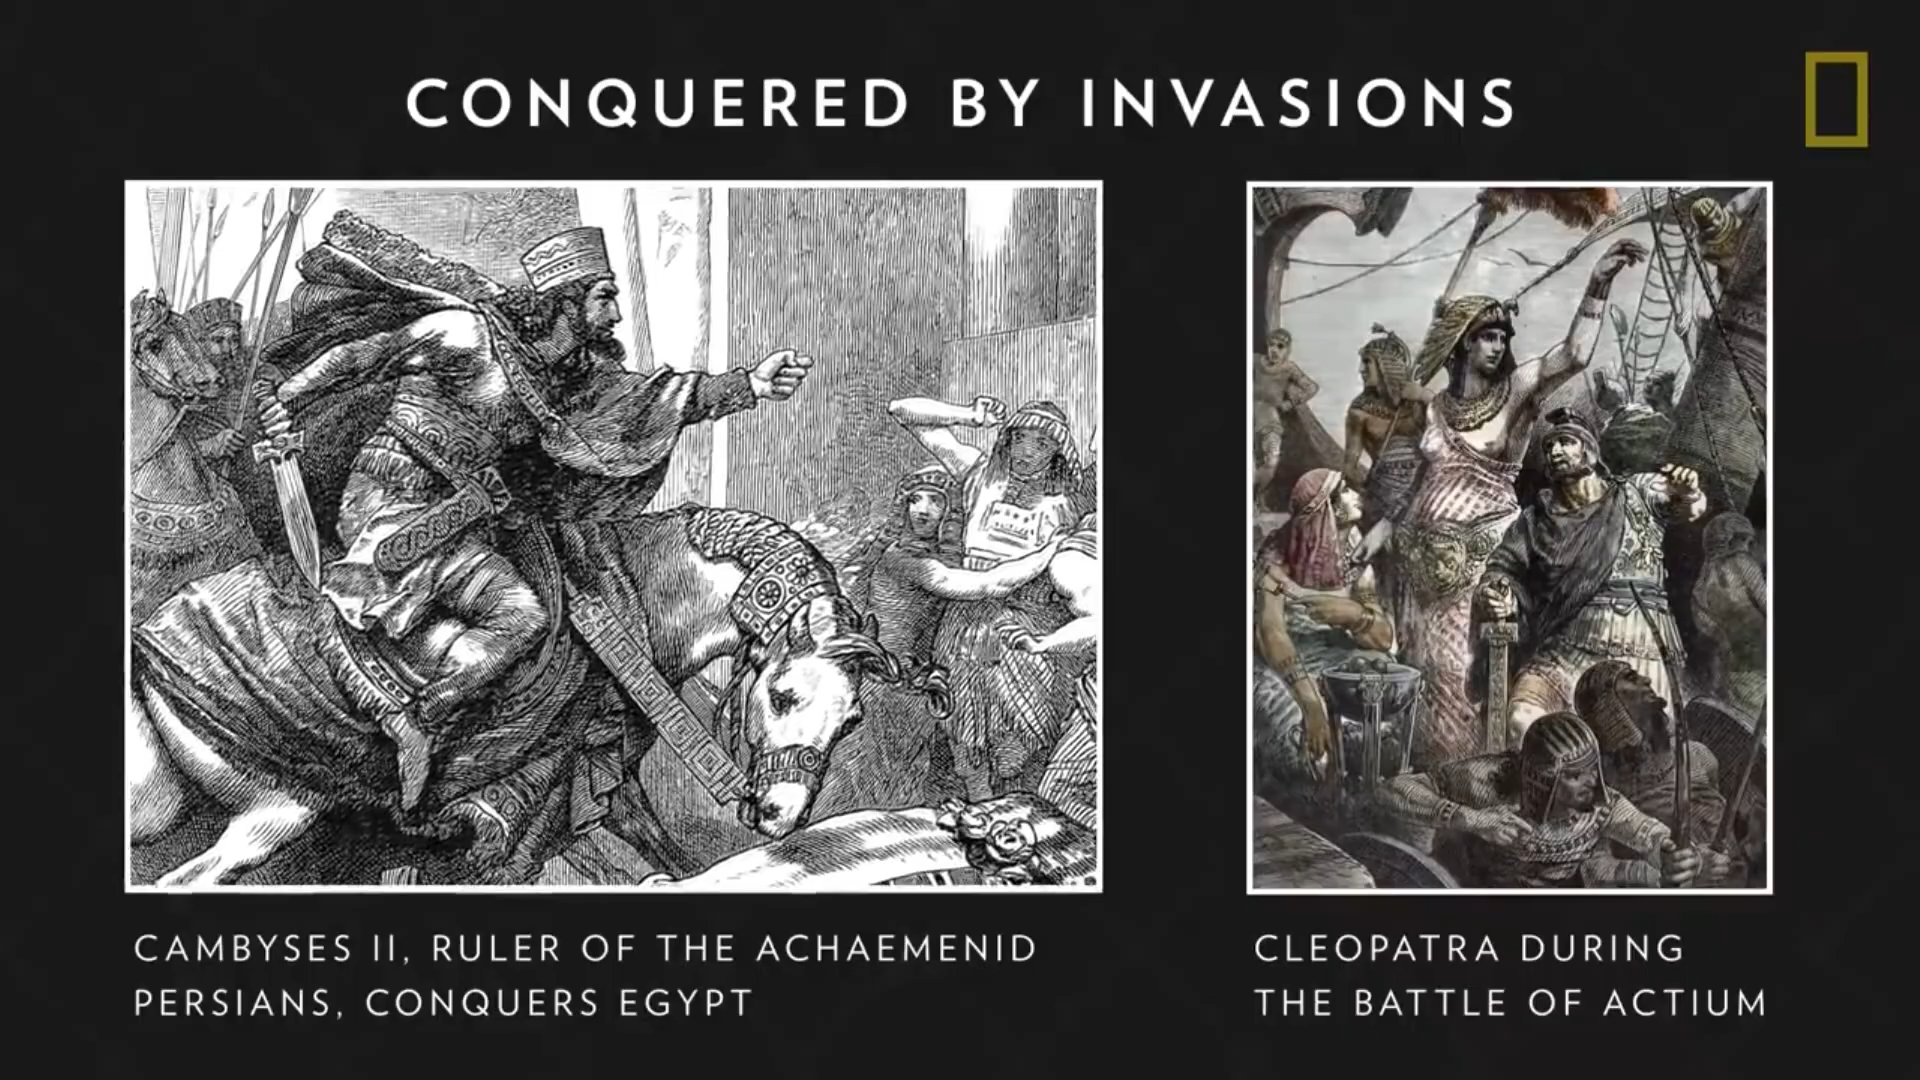 CONQUERED BY INVASIONS
CAMBYSES II, RULER OF THE ACHAEMENID
PERSIANS, CONQUERS EGYPT
CLEOPATRA DURING
THE BATTLE OF ACTIUM